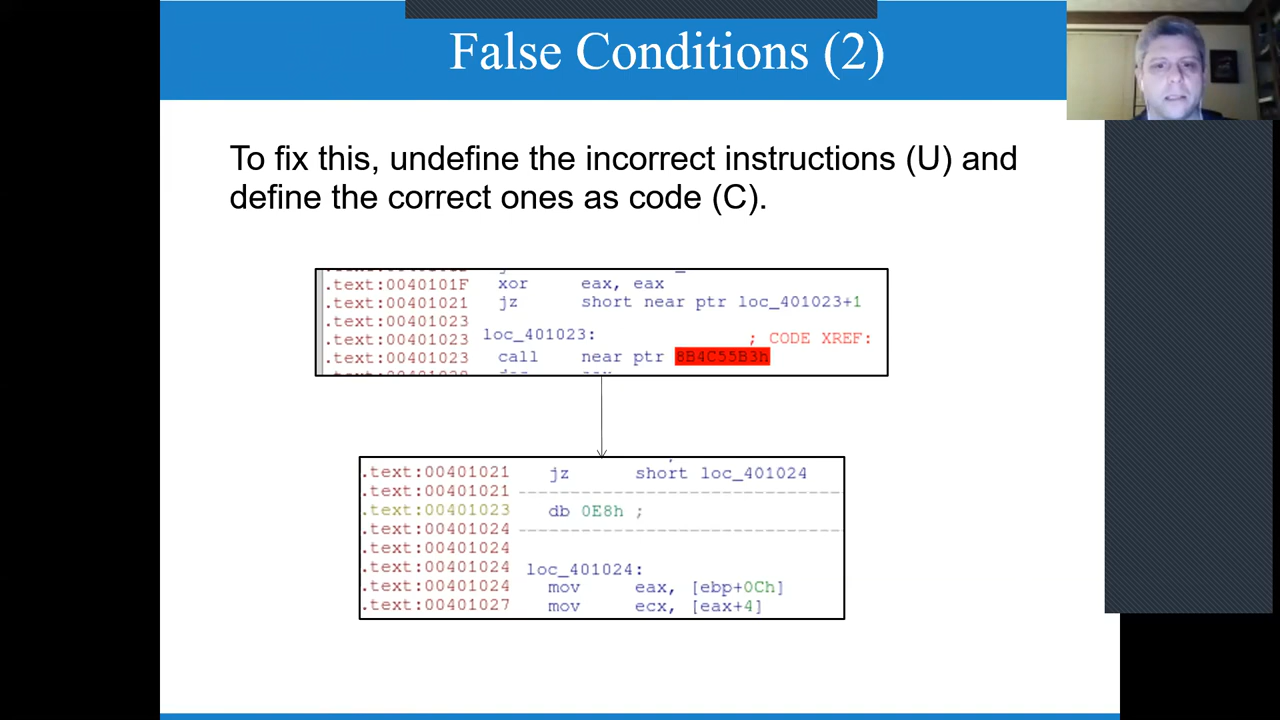 False Conditions (2)
To fix this, undefine the incorrect instructions (U) and
define the correct ones as code (C).
.text:0040101F xor eax, eax
.text:00401021 jz short near ptr loc_401023+1
.text:00401023
.text:00401023 loc_401023: ; CODE XREF:
.text:00401023 call near ptr 8B4C55B3h
.text:00401021 jz short loc_401024
.text:00401021
.text:00401023 db 0E8h ;
.text:00401024
.text:00401024
.text:00401024 loc_401024:
.text:00401024 mov eax, [ebp+0Ch]
.text:00401027 mov ecx, [eax+4]